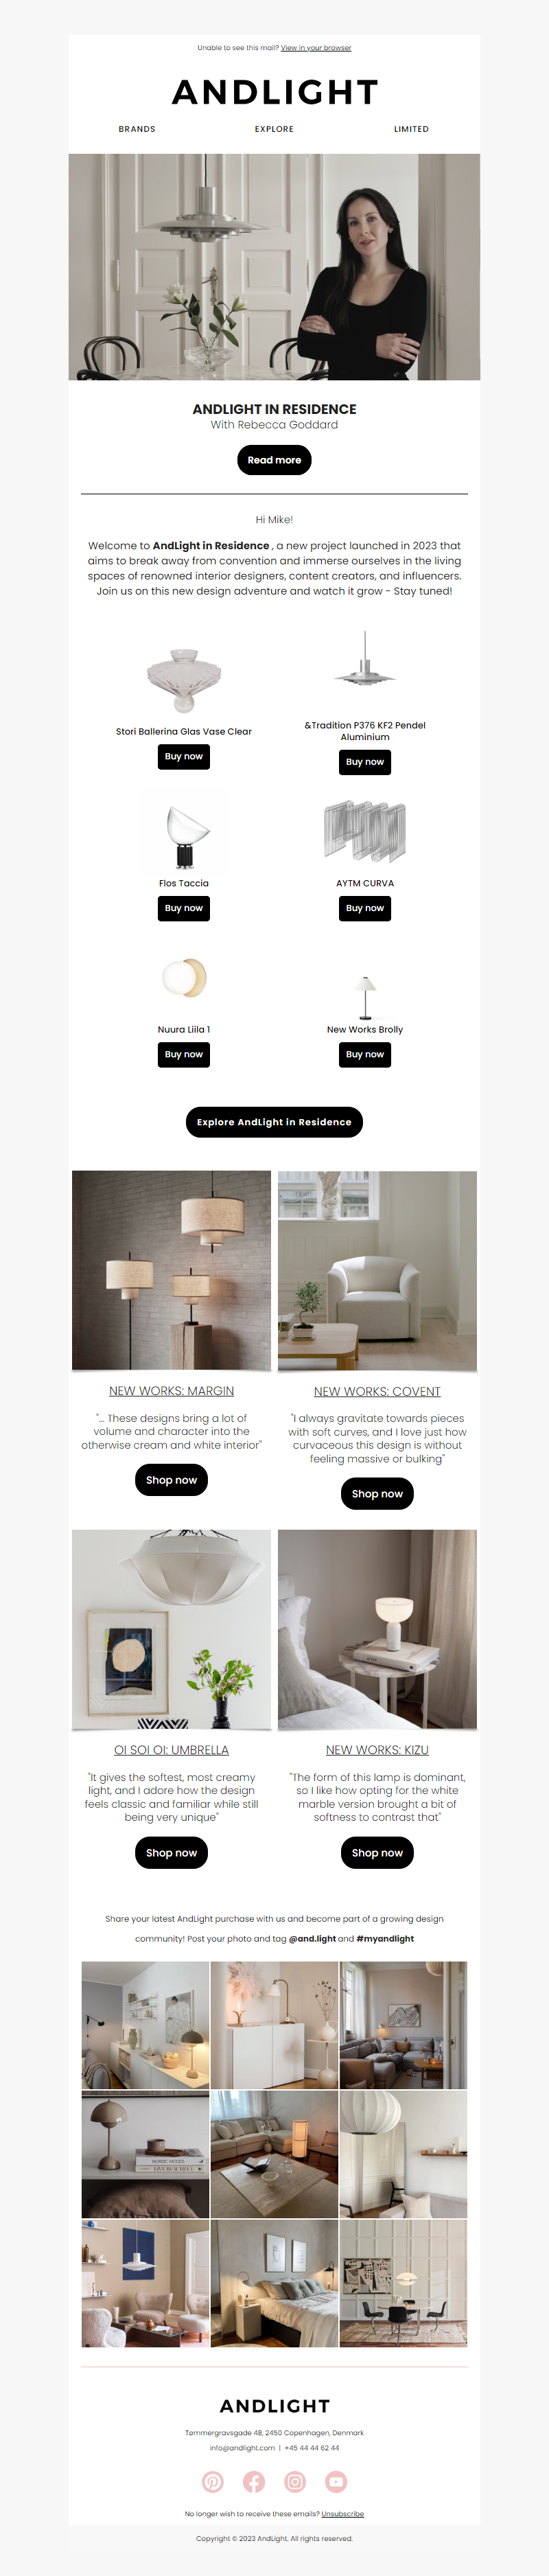 Unable to see this mail? View in your browser
ANDLIGHT
BRANDS
EXPLORE
LIMITED
ANDLIGHT IN RESIDENCE
With Rebecca Goddard
Read more
Hi Mike!
Welcome to AndLight in Residence , a new project launched in 2023 that
aims to break away from convention and immerse ourselves in the living
spaces of renowned interior designers, content creators, and influencers.
Join us on this new design adventure and watch it grow - Stay tuned!
Stori Ballerina Glas Vase Clear
Buy now
&Tradition P376 KF2 Pendel
Aluminium
Buy now
Flos Taccia
Buy now
AYTM CURVA
Buy now
Nuura Liila 1
Buy now
New Works Brolly
Buy now
Explore AndLight in Residence
NEW WORKS: MARGIN
"... These designs bring a lot of
volume and character into the
otherwise cream and white interior"
Shop now
NEW WORKS: COVENT
"I always gravitate towards pieces
with soft curves, and I love just how
curvaceous this design is without
feeling massive or bulking"
Shop now
OI SOI OI: UMBRELLA
"It gives the softest, most creamy
light, and I adore how the design
feels classic and familiar while still
being very unique"
Shop now
NEW WORKS: KIZU
"The form of this lamp is dominant,
so I like how opting for the white
marble version brought a bit of
softness to contrast that"
Shop now
Share your latest AndLight purchase with us and become part of a growing design
community! Post your photo and tag @and.light and #myandlight
NORDIC MOODS
LIVE BEAUTIFUL
ANDLIGHT
Tømmergravsgade 4B, 2450 Copenhagen, Denmark
info@andlight.com | +45 44 44 62 44
No longer wish to receive these emails? Unsubscribe
Copyright © 2023 AndLight. All rights reserved.